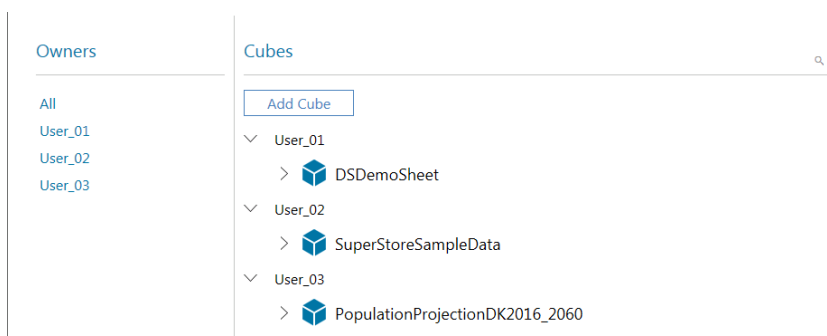 Owners
All
User_01
User_02
User_03
Cubes
Add Cube
User_01
DSDemoSheet
User_02
SuperStoreSampleData
User_03
PopulationProjectionDK2016_2060